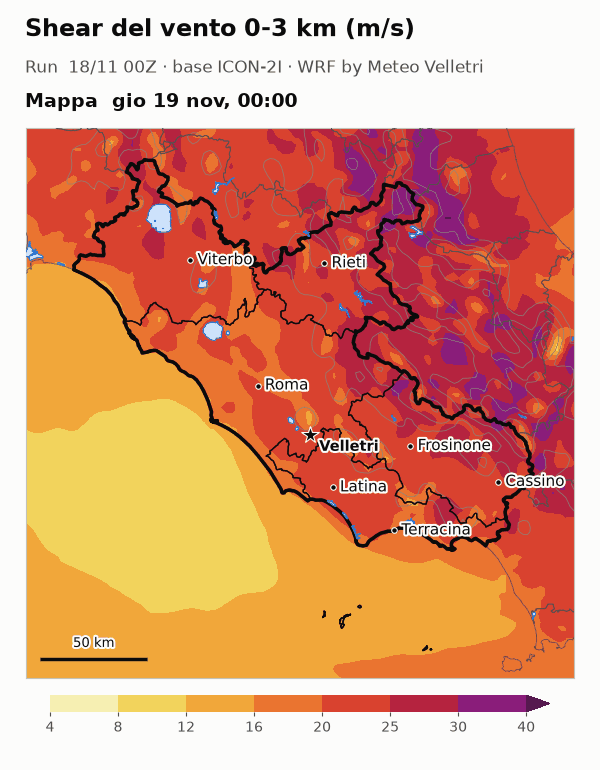 Shear del vento 0-3 km (m/s)
Run  18/11 00Z · base ICON-2I · WRF by Meteo Velletri
Mappa  gio 19 nov, 00:00
Viterbo
Rieti
Roma
Velletri
Frosinone
Latina
Cassino
Terracina
50 km
4 8 12 16 20 25 30 40